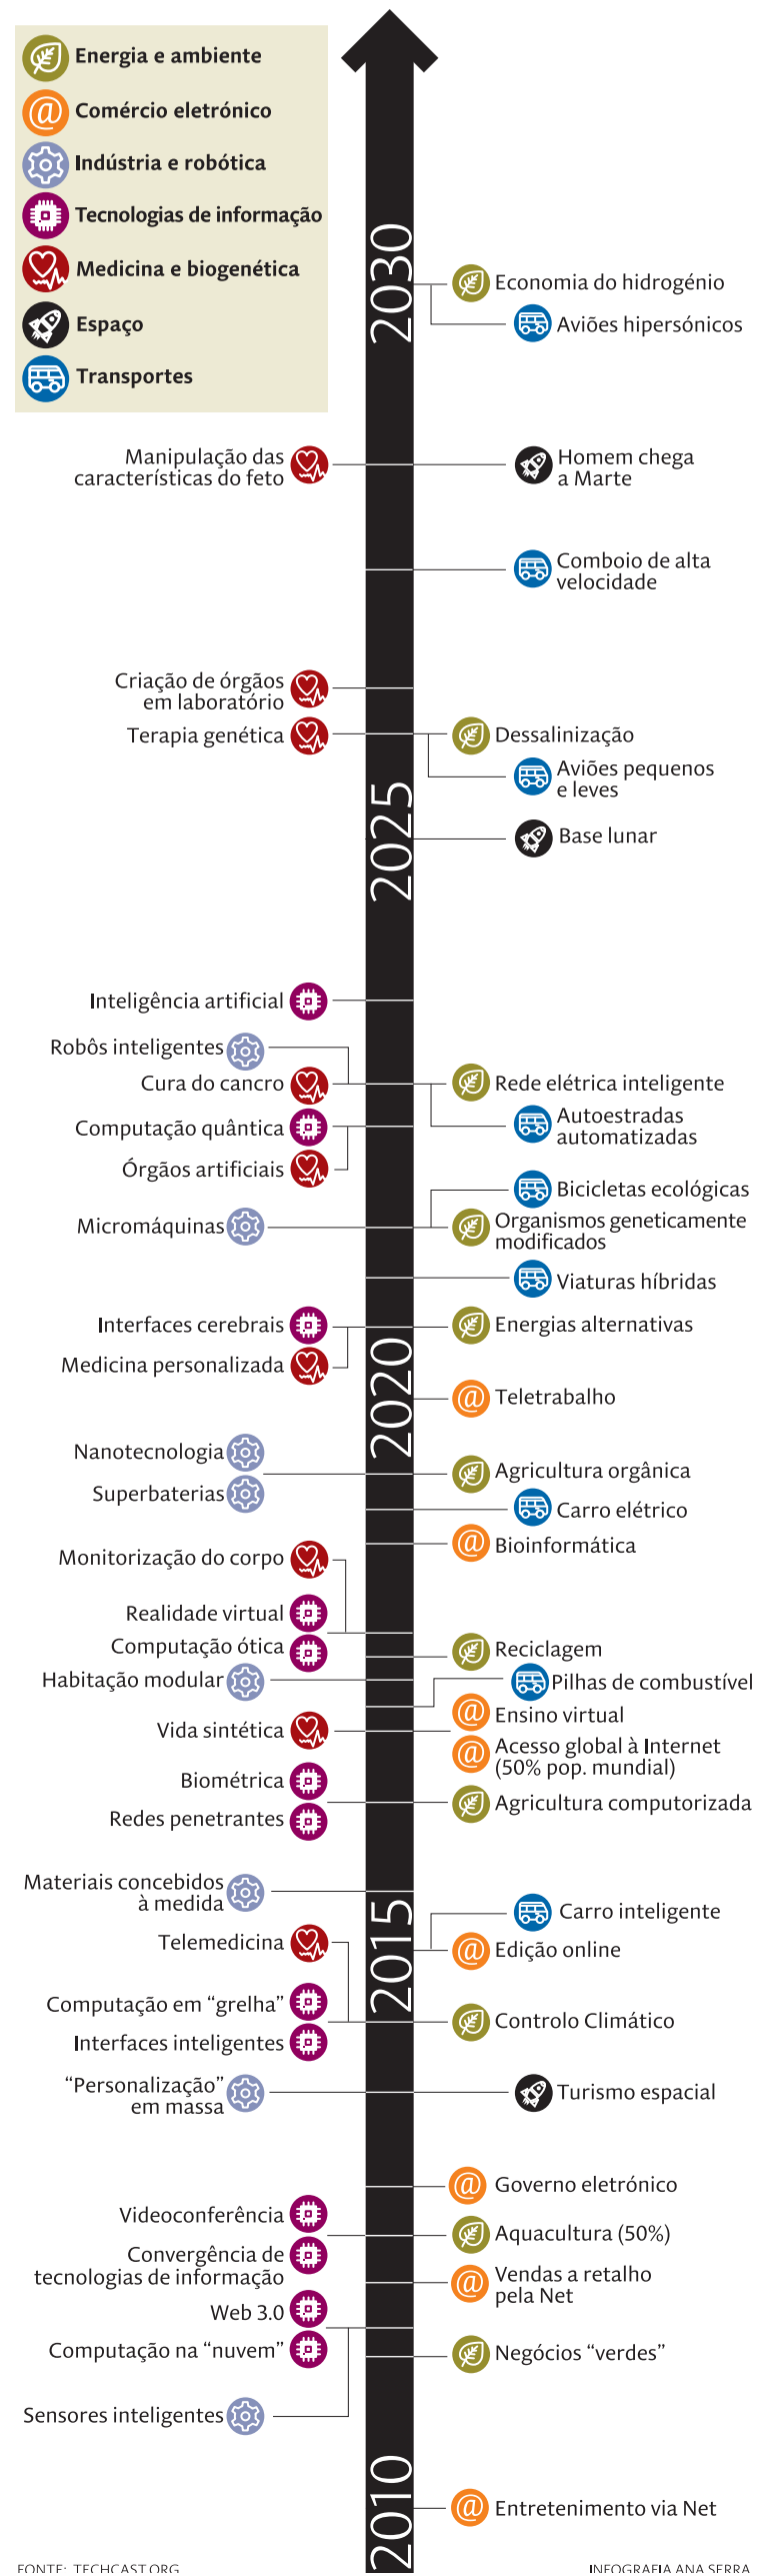 Energia e ambiente
Comércio eletrónico
Indústria e robótica
Tecnologias de informação
Medicina e biogenética
Espaço
Transportes
2030
Economia do hidrogénio
Aviões hipersónicos
Manipulação das
características do feto
Homem chega
a Marte
Comboio de alta
velocidade
Criação de órgãos
em laboratório
Terapia genética
Dessalinização
Aviões pequenos
e leves
2025
Base lunar
Inteligência artificial
Robôs inteligentes
Cura do cancro
Rede elétrica inteligente
Computação quântica
Autoestradas
automatizadas
Órgãos artificiais
Bicicletas ecológicas
Micromáquinas
Organismos geneticamente
modificados
Viaturas híbridas
Interfaces cerebrais
Energias alternativas
Medicina personalizada
2020
Teletrabalho
Nanotecnologia
Agricultura orgânica
Superbaterias
Carro elétrico
Bioinformática
Monitorização do corpo
Realidade virtual
Computação ótica
Reciclagem
Habitação modular
Pilhas de combustível
Ensino virtual
Vida sintética
Acesso global à Internet
(50% pop. mundial)
Biométrica
Agricultura computorizada
Redes penetrantes
Materiais concebidos
à medida
2015
Carro inteligente
Telemedicina
Edição online
Computação em “grelha”
Controlo Climático
Interfaces inteligentes
“Personalização”
em massa
Turismo espacial
Governo eletrónico
Videoconferência
Aquacultura (50%)
Convergência de
tecnologias de informação
Vendas a retalho
pela Net
Web 3.0
Computação na “nuvem”
Negócios “verdes”
Sensores inteligentes
2010
Entretenimento via Net
FONTE: TECHCAST.ORG
INFOGRAFIA ANA SERRA